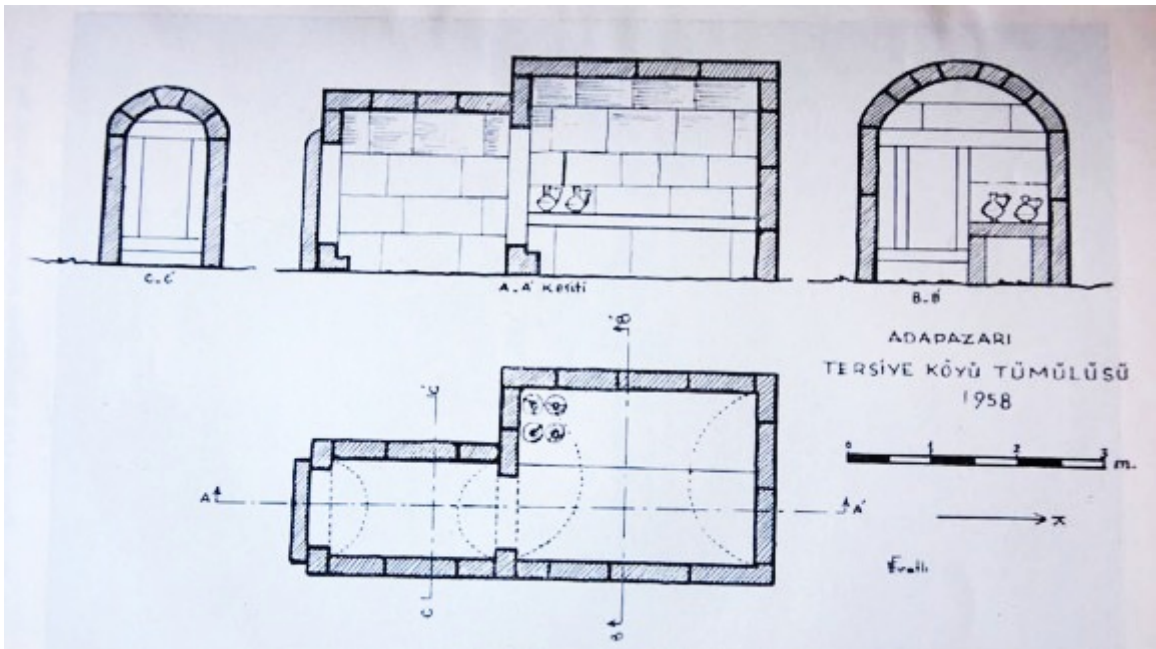 C-C'
A-A' Kesiti
B-B'
ADAPAZARI
TERSİYE KÖYÜ TÜMÜLÜSÜ
1958
0 1 2 3 m.
B'
C'
A A'
C
B